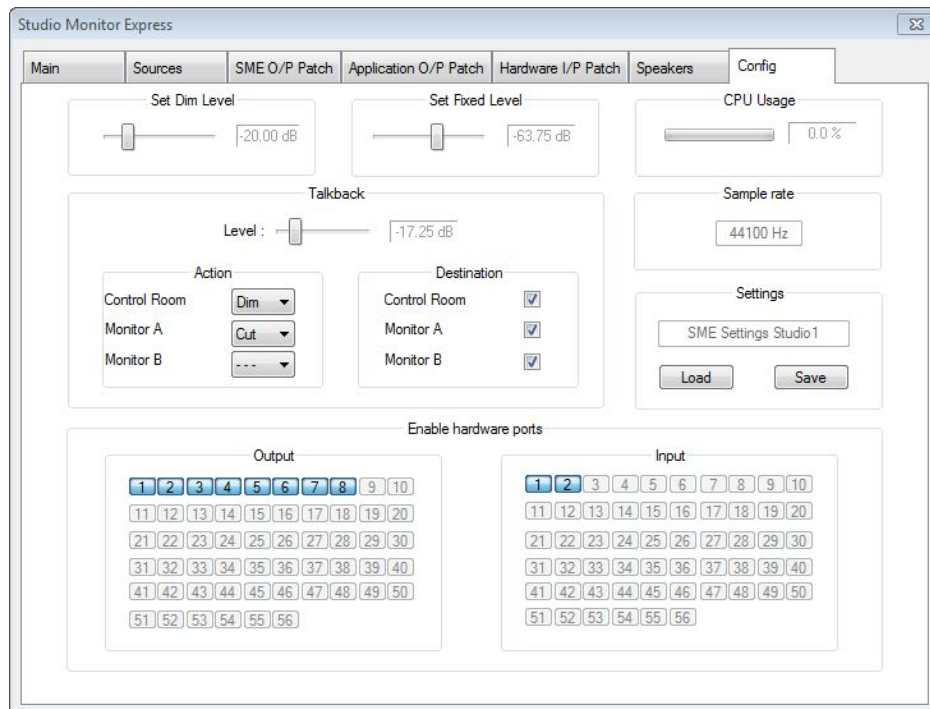 Studio Monitor Express
Main Sources SME O/P Patch Application O/P Patch Hardware I/P Patch Speakers Config
Set Dim Level Set Fixed Level CPU Usage
-20.00 dB -63.75 dB 0.0 %
Talkback Sample rate
Level : -17.25 dB 44100 Hz
Action Destination Settings
Control Room Dim Control Room
Monitor A Cut Monitor A SME Settings Studio1
Monitor B - - - Monitor B Load Save
Enable hardware ports
Output Input
1 2 3 4 5 6 7 8 9 10 1 2 3 4 5 6 7 8 9 10
11 12 13 14 15 16 17 18 19 20 11 12 13 14 15 16 17 18 19 20
21 22 23 24 25 26 27 28 29 30 21 22 23 24 25 26 27 28 29 30
31 32 33 34 35 36 37 38 39 40 31 32 33 34 35 36 37 38 39 40
41 42 43 44 45 46 47 48 49 50 41 42 43 44 45 46 47 48 49 50
51 52 53 54 55 56 51 52 53 54 55 56